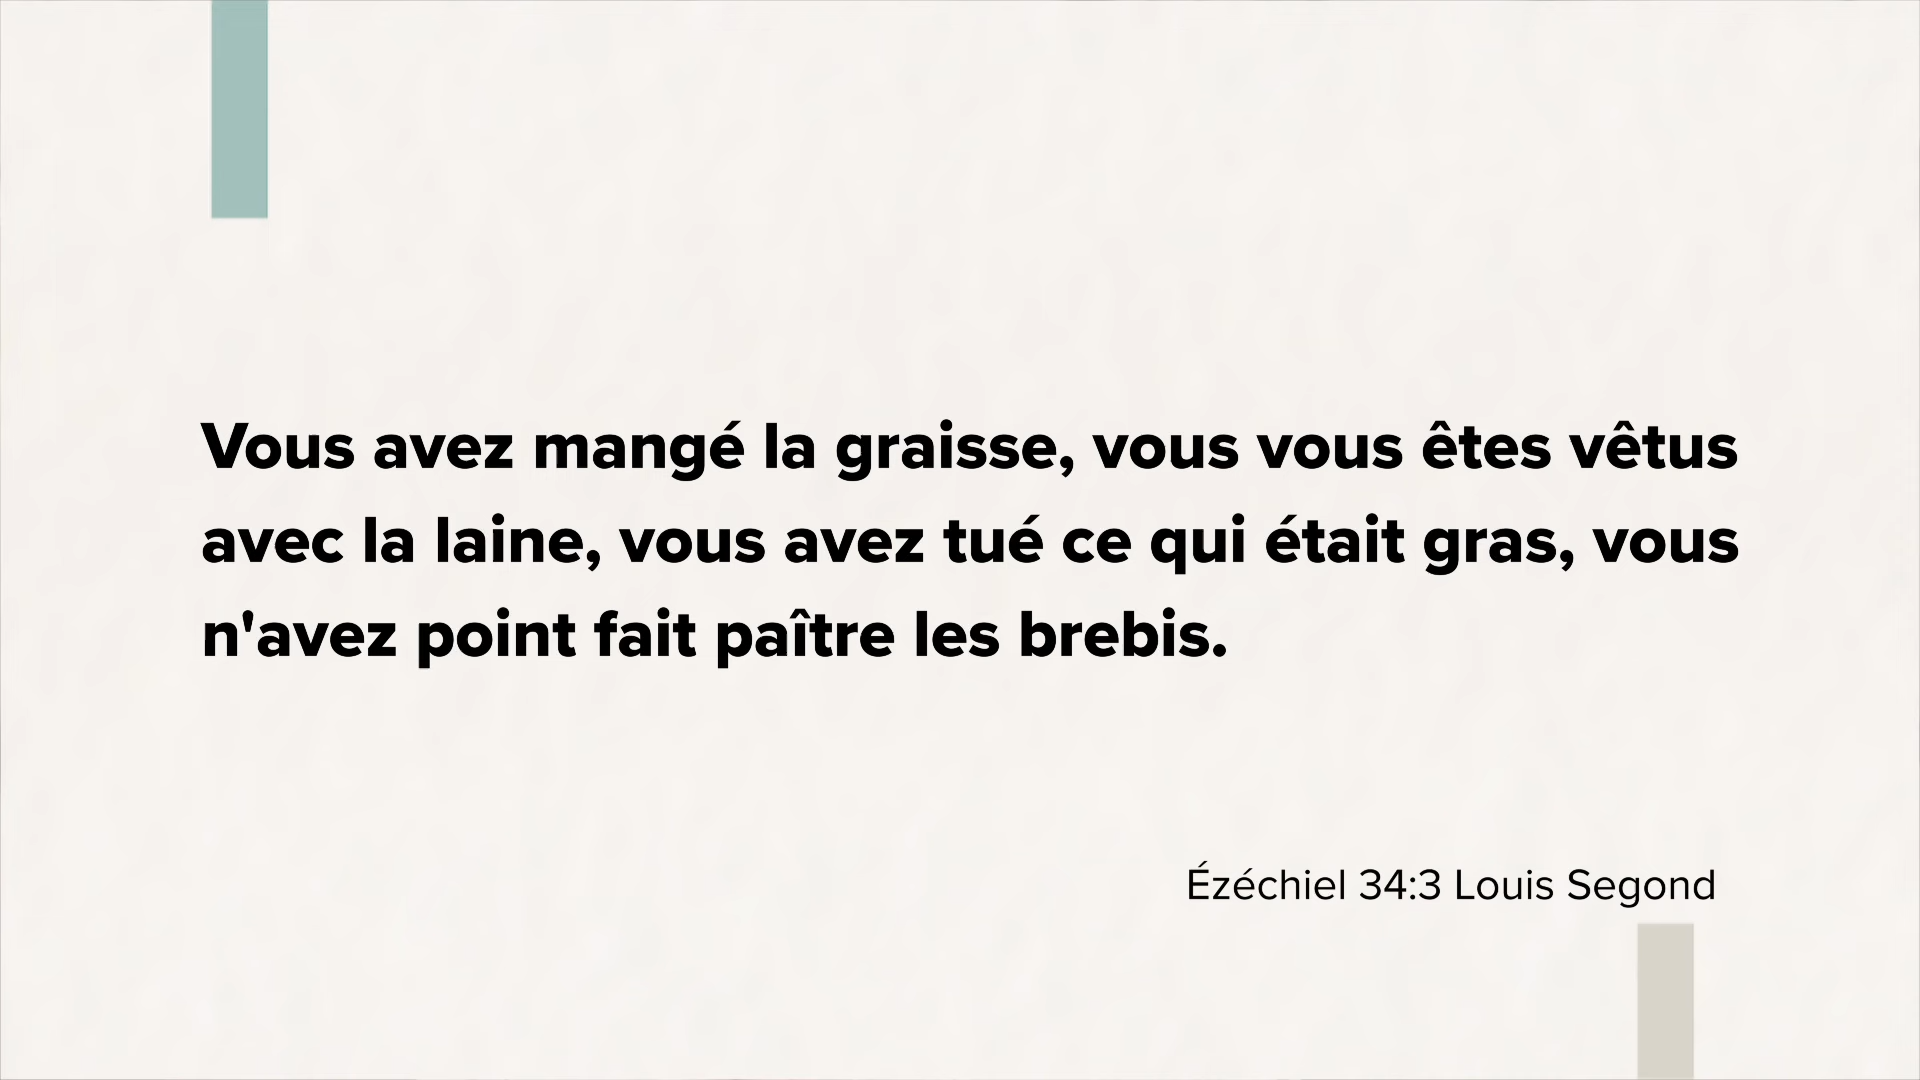 Vous avez mangé la graisse, vous vous êtes vêtus
avec la laine, vous avez tué ce qui était gras, vous
n'avez point fait paître les brebis.
Ézéchiel 34:3 Louis Segond